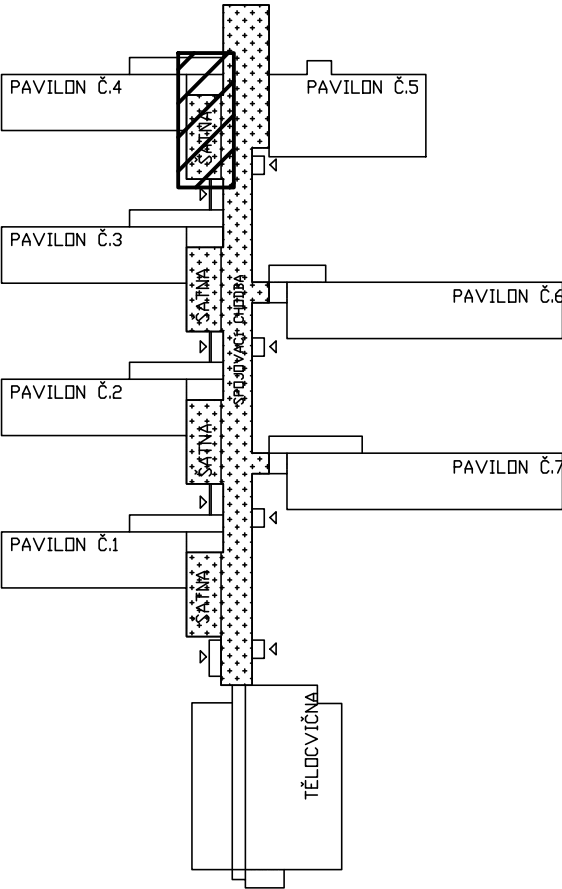 PAVILON Č.4
PAVILON Č.5
ŠATNA
PAVILON Č.3
ŠATNA
SPOJOVACÍ CHODBA
PAVILON Č.6
PAVILON Č.2
ŠATNA
PAVILON Č.7
PAVILON Č.1
ŠATNA
TĚLOCVIČNA